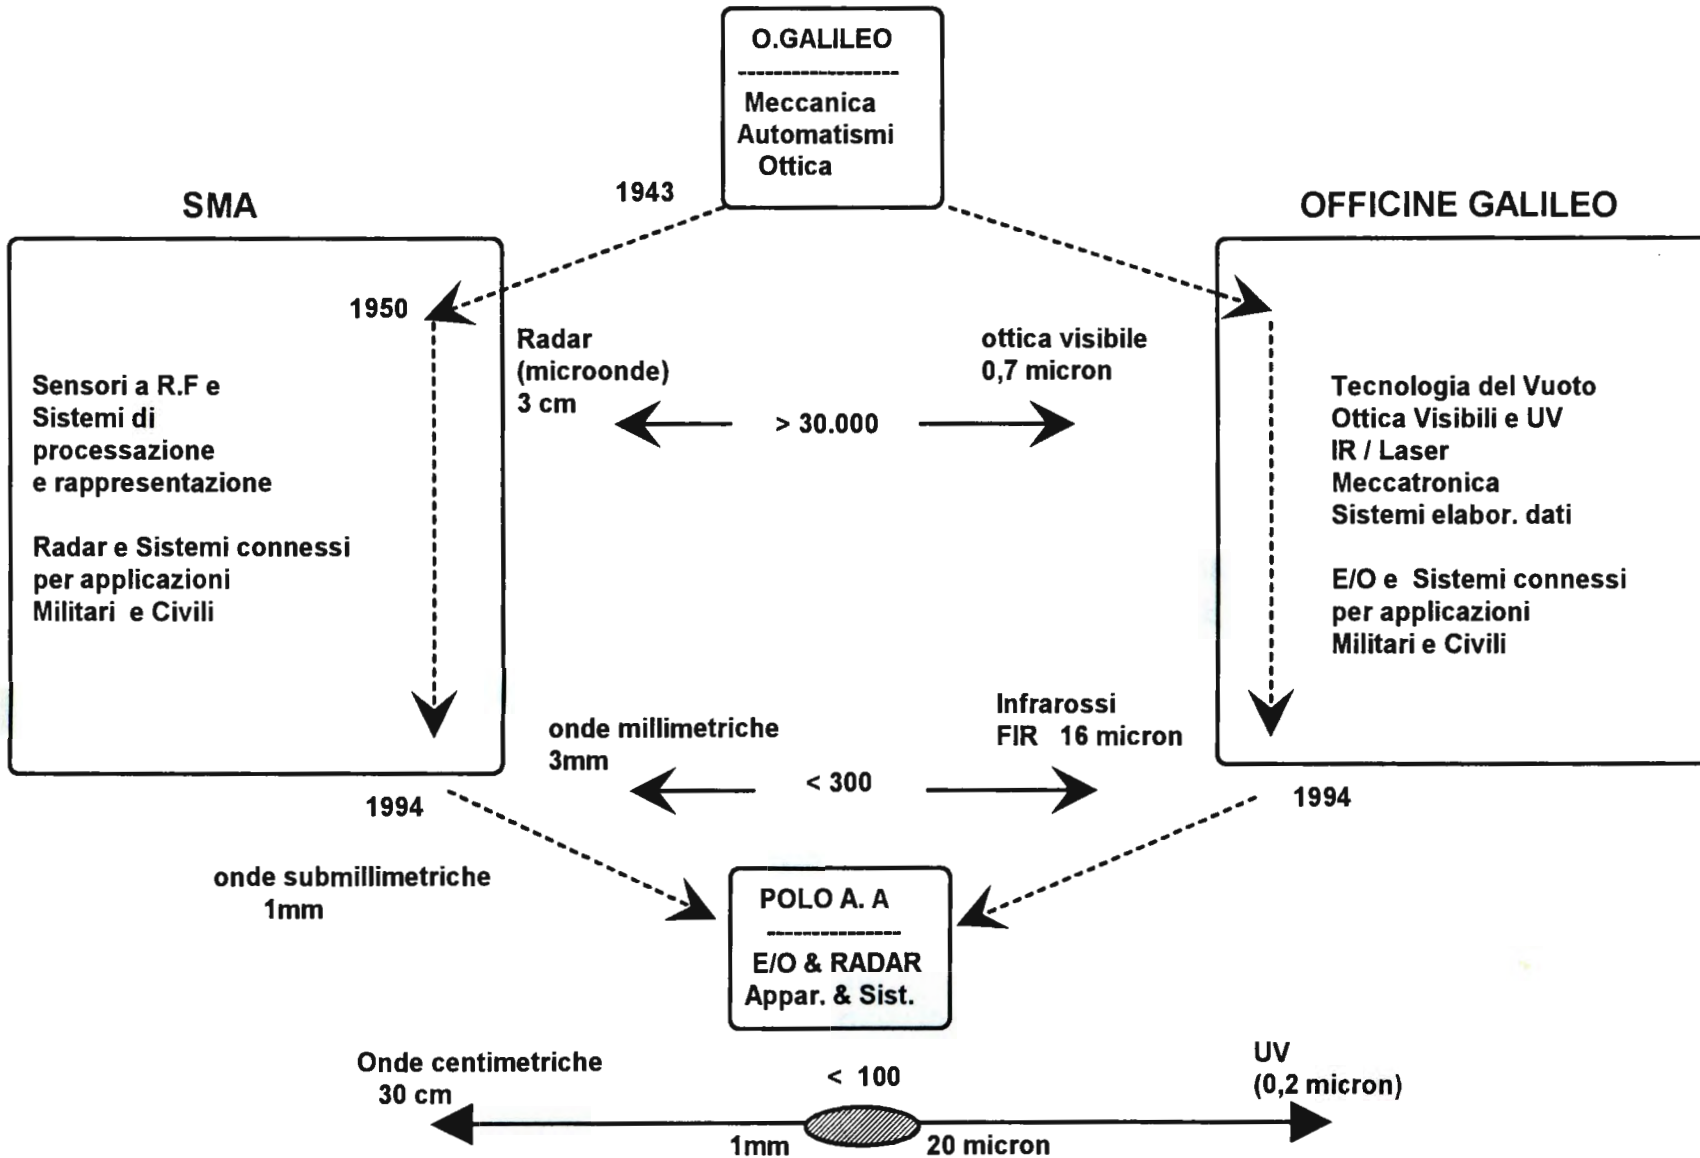 O.GALILEO
Meccanica
Automatismi
Ottica
1943
SMA
OFFICINE GALILEO
1950
Radar
(microonde)
3 cm
ottica visibile
0,7 micron
> 30.000
Sensori a R.F e
Sistemi di
processazione
e rappresentazione
Radar e Sistemi connessi
per applicazioni
Militari e Civili
Tecnologia del Vuoto
Ottica Visibili e UV
IR / Laser
Meccatronica
Sistemi elabor. dati
E/O e Sistemi connessi
per applicazioni
Militari e Civili
onde millimetriche
3mm
Infrarossi
FIR 16 micron
< 300
1994
1994
onde submillimetriche
1mm
POLO A. A
E/O & RADAR
Appar. & Sist.
Onde centimetriche
30 cm
< 100
UV
(0,2 micron)
1mm
20 micron